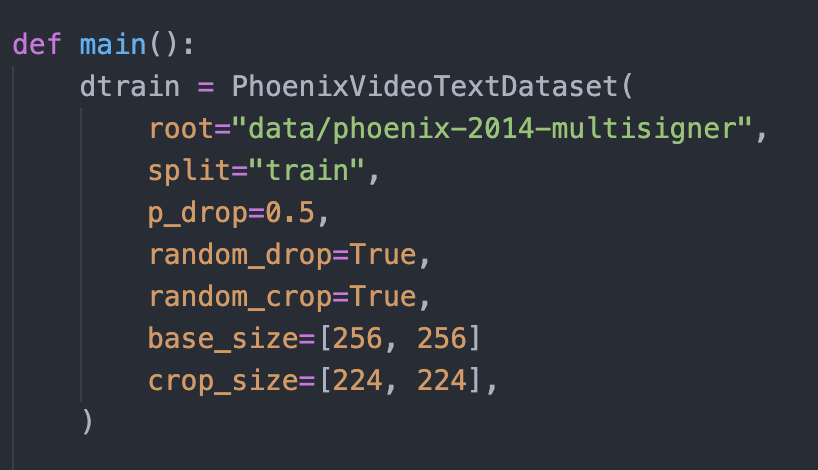 def main():
    dtrain = PhoenixVideoTextDataset(
        root="data/phoenix-2014-multisigner",
        split="train",
        p_drop=0.5,
        random_drop=True,
        random_crop=True,
        base_size=[256, 256]
        crop_size=[224, 224],
    )